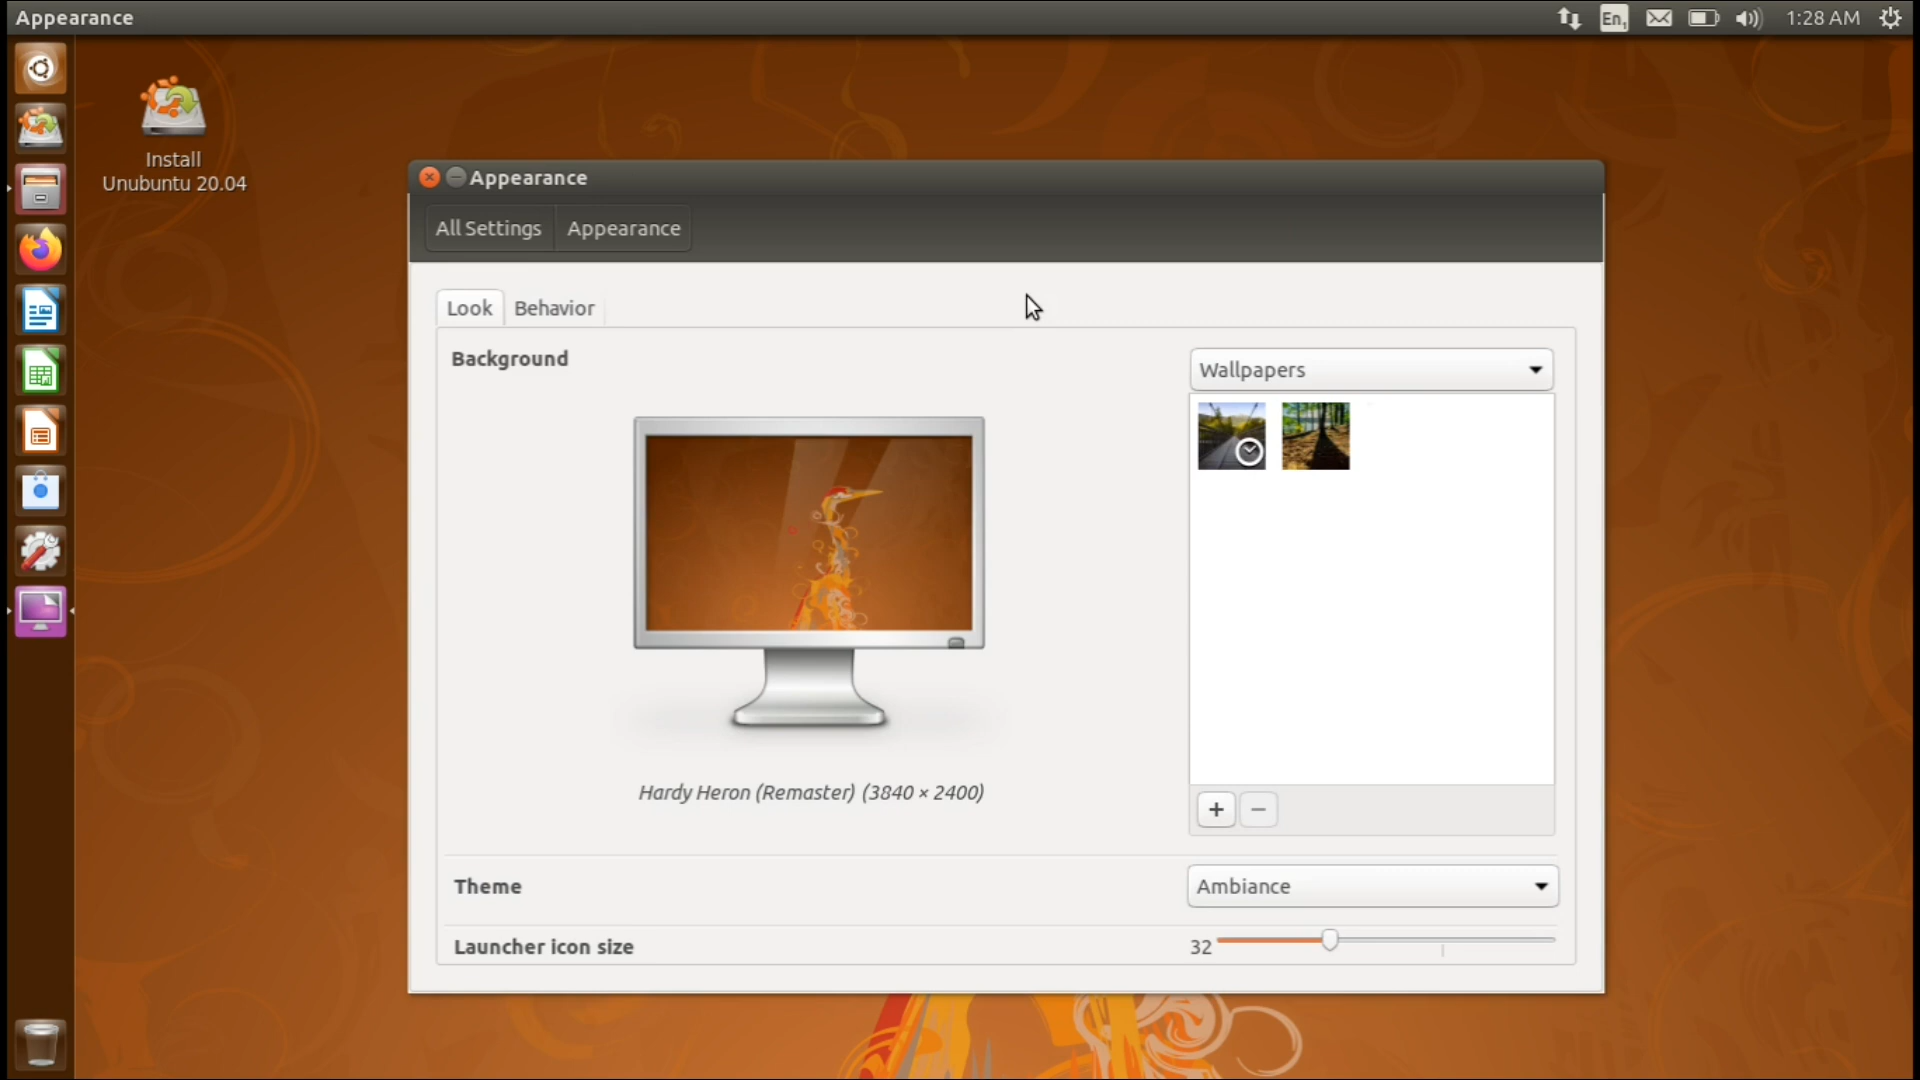 Appearance
En1
1:28 AM
Install
Unubuntu 20.04
Appearance
All Settings
Appearance
Look
Behavior
Background
Wallpapers
Hardy Heron (Remaster) (3840 × 2400)
Theme
Ambiance
Launcher icon size
32